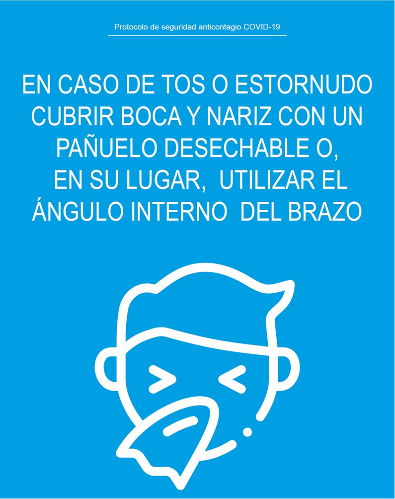 Protocolo de seguridad anticontagio COVID-19
EN CASO DE TOS O ESTORNUDO
CUBRIR BOCA Y NARIZ CON UN
PAÑUELO DESECHABLE O,
EN SU LUGAR, UTILIZAR EL
ÁNGULO INTERNO DEL BRAZO